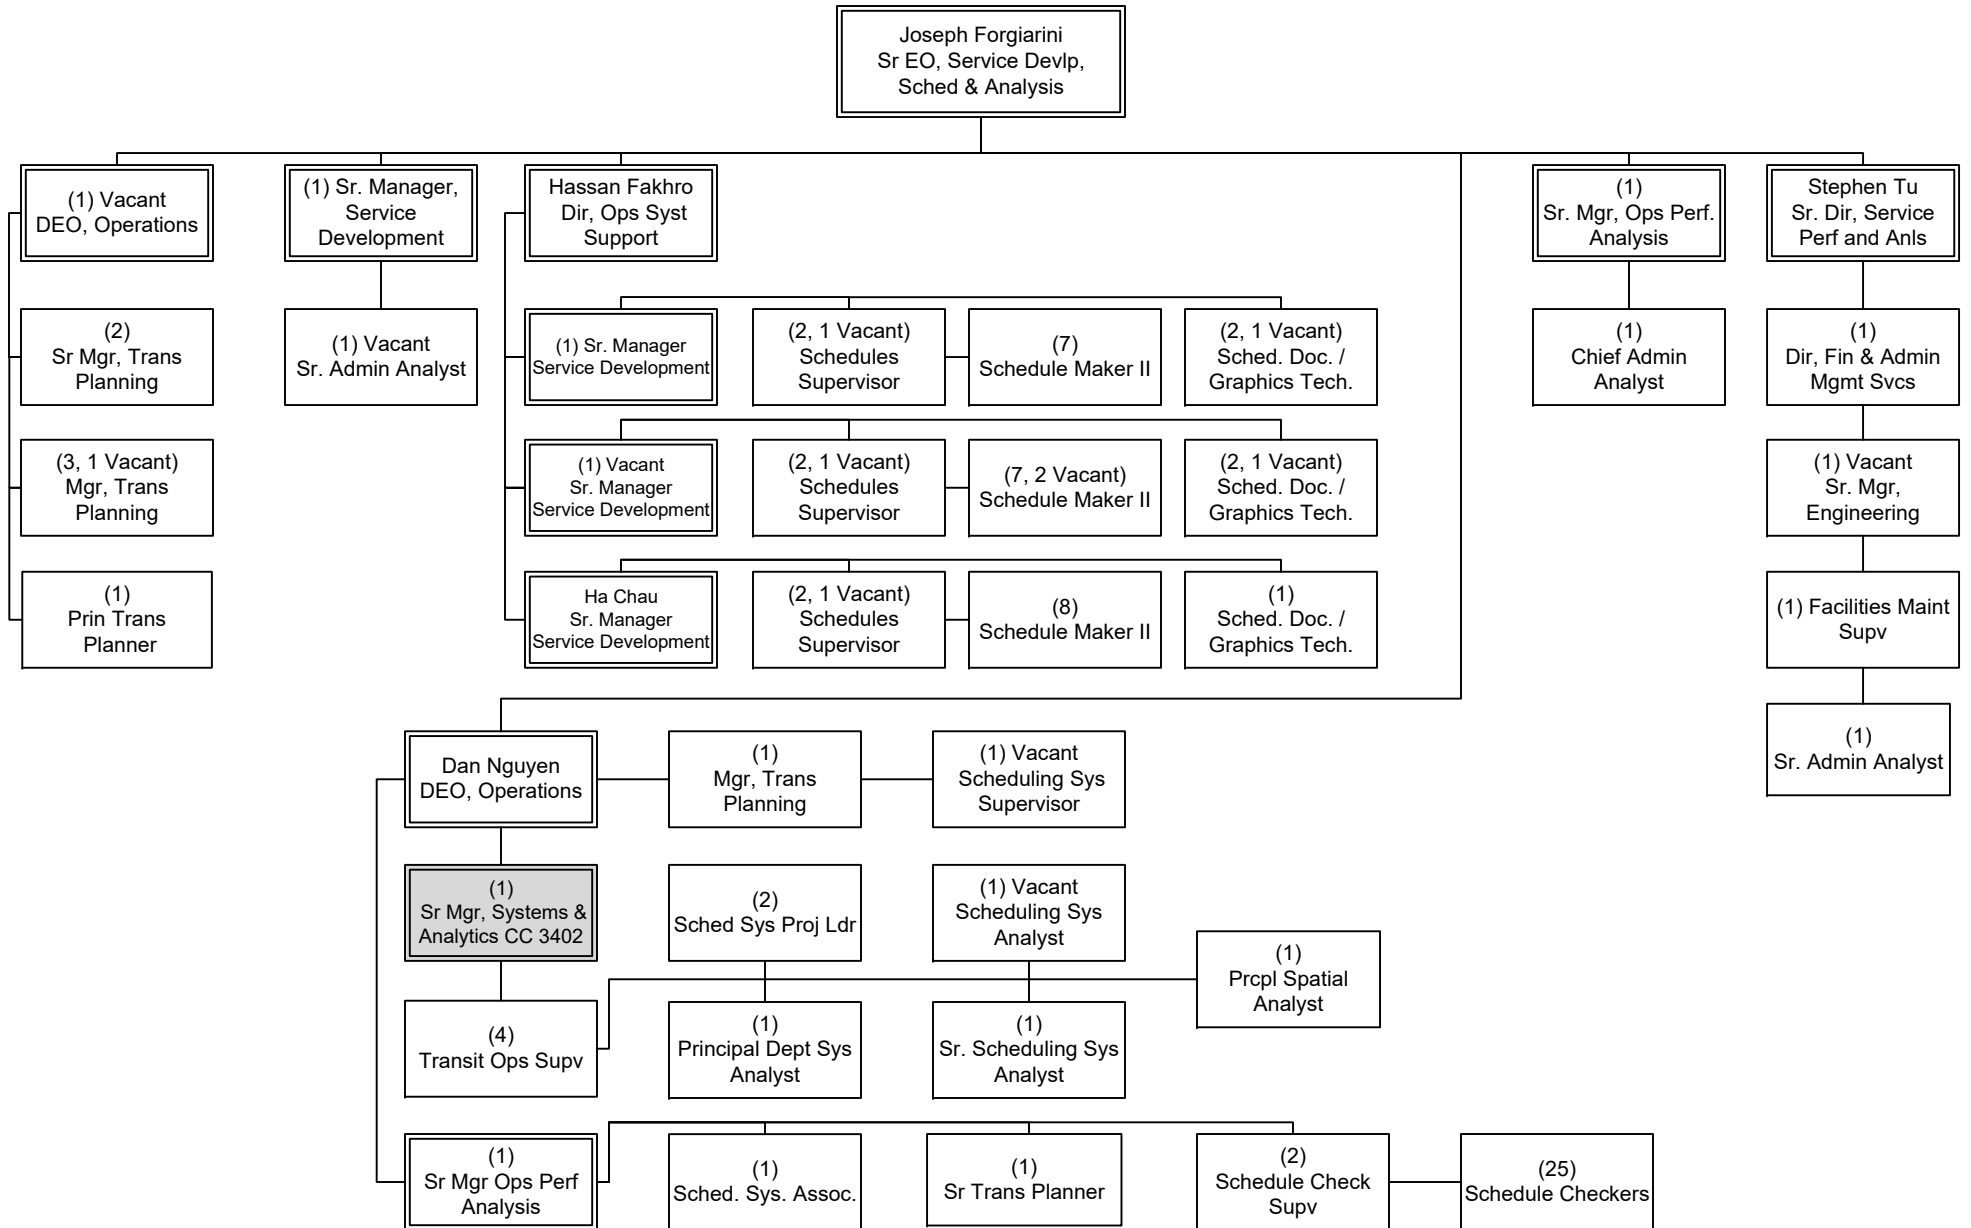 Joseph Forgiarini
Sr EO, Service Devlp,
Sched & Analysis
(1) Vacant
DEO, Operations
(1) Sr. Manager,
Service
Development
Hassan Fakhro
Dir, Ops Syst
Support
(1)
Sr. Mgr, Ops Perf.
Analysis
Stephen Tu
Sr. Dir, Service
Perf and Anls
(2)
Sr Mgr, Trans
Planning
(1) Vacant
Sr. Admin Analyst
(1) Sr. Manager
Service Development
(2, 1 Vacant)
Schedules
Supervisor
(7)
Schedule Maker II
(2, 1 Vacant)
Sched. Doc. /
Graphics Tech.
(1)
Chief Admin
Analyst
(1)
Dir, Fin & Admin
Mgmt Svcs
(3, 1 Vacant)
Mgr, Trans
Planning
(1) Vacant
Sr. Manager
Service Development
(2, 1 Vacant)
Schedules
Supervisor
(7, 2 Vacant)
Schedule Maker II
(2, 1 Vacant)
Sched. Doc. /
Graphics Tech.
(1) Vacant
Sr. Mgr,
Engineering
(1)
Prin Trans
Planner
Ha Chau
Sr. Manager
Service Development
(2, 1 Vacant)
Schedules
Supervisor
(8)
Schedule Maker II
(1)
Sched. Doc. /
Graphics Tech.
(1) Facilities Maint
Supv
(1)
Sr. Admin Analyst
Dan Nguyen
DEO, Operations
(1)
Mgr, Trans
Planning
(1) Vacant
Scheduling Sys
Supervisor
(1)
Sr Mgr, Systems &
Analytics CC 3402
(2)
Sched Sys Proj Ldr
(1) Vacant
Scheduling Sys
Analyst
(1)
Prcpl Spatial
Analyst
(4)
Transit Ops Supv
(1)
Principal Dept Sys
Analyst
(1)
Sr. Scheduling Sys
Analyst
(1)
Sr Mgr Ops Perf
Analysis
(1)
Sched. Sys. Assoc.
(1)
Sr Trans Planner
(2)
Schedule Check
Supv
(25)
Schedule Checkers